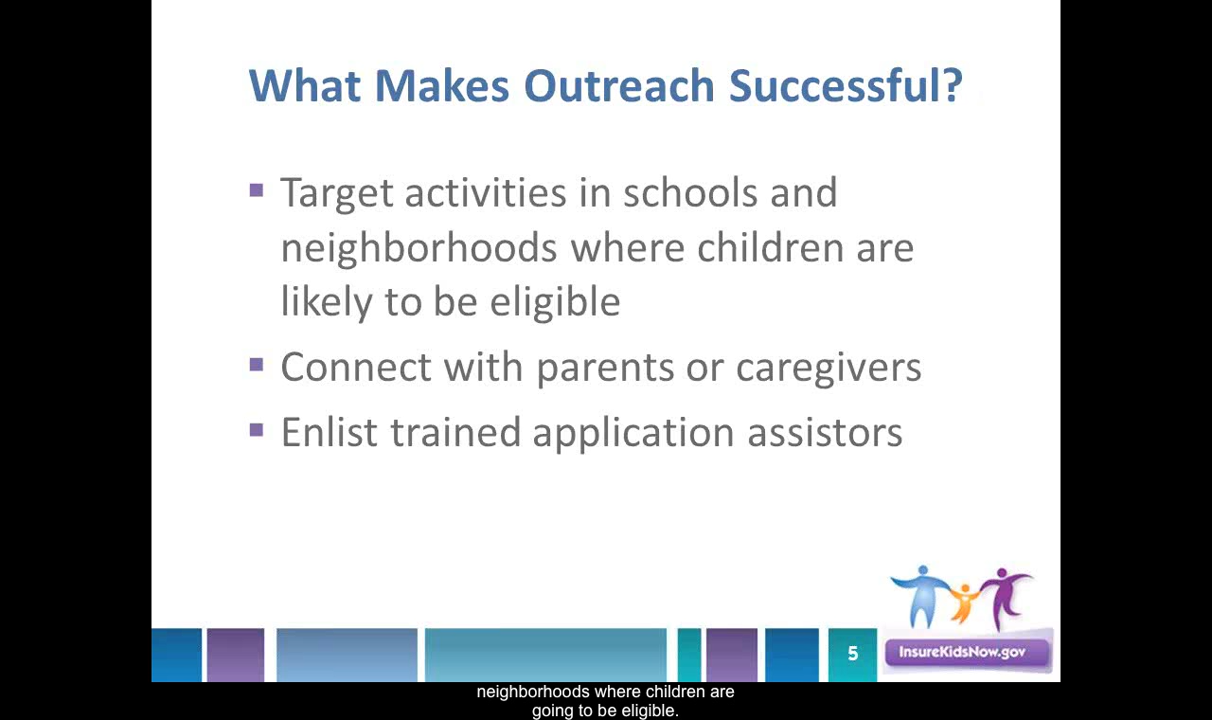 What Makes Outreach Successful?
▪ Target activities in schools and
neighborhoods where children are
likely to be eligible
▪ Connect with parents or caregivers
▪ Enlist trained application assistors
5
InsureKidsNow.gov
neighborhoods where children are
going to be eligible.